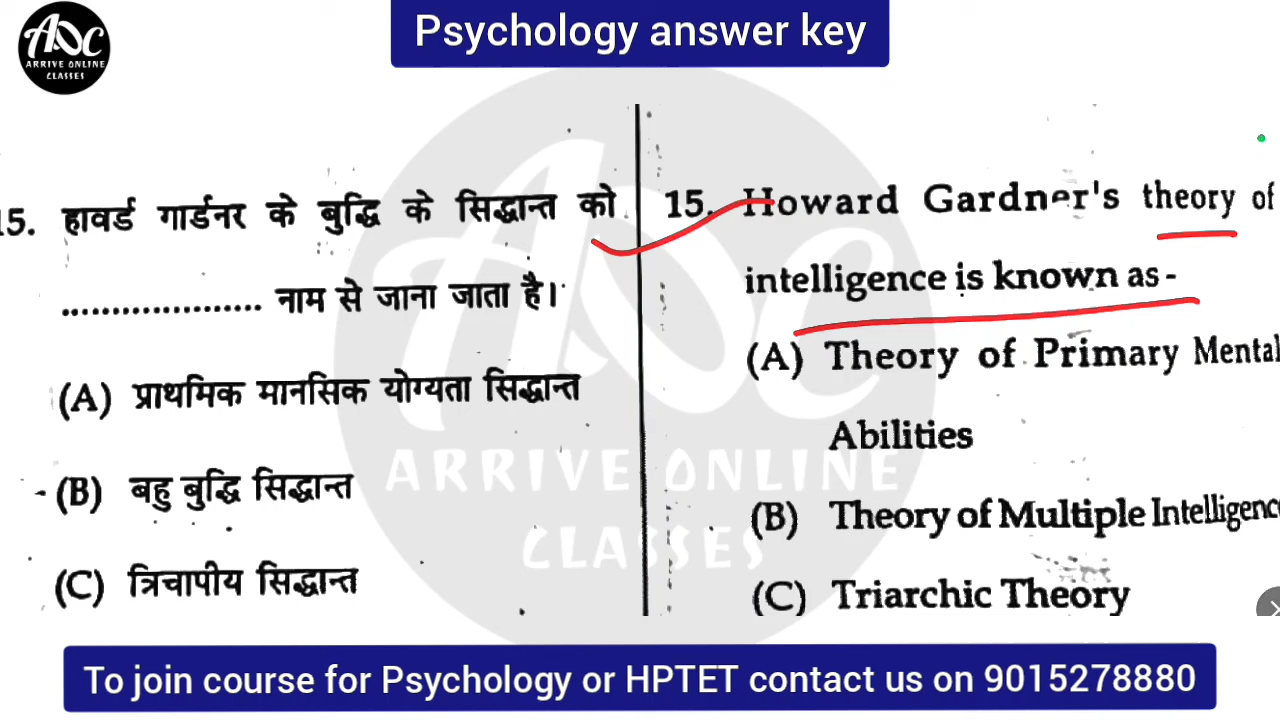 Psychology answer key
ADC
ARRIVE ONLINE
CLASSES
15. हावर्ड गार्डनर के बुद्धि के सिद्धान्त को
.................... नाम से जाना जाता है।
(A) प्राथमिक मानसिक योग्यता सिद्धान्त
(B) बहु बुद्धि सिद्धान्त
(C) त्रिचापीय सिद्धान्त
15. Howard Gardner's theory of
intelligence is known as -
(A) Theory of Primary Mental
Abilities
(B) Theory of Multiple Intelligence
(C) Triarchic Theory
ARRIVE ONLINE
CLASSES
To join course for Psychology or HPTET contact us on 9015278880